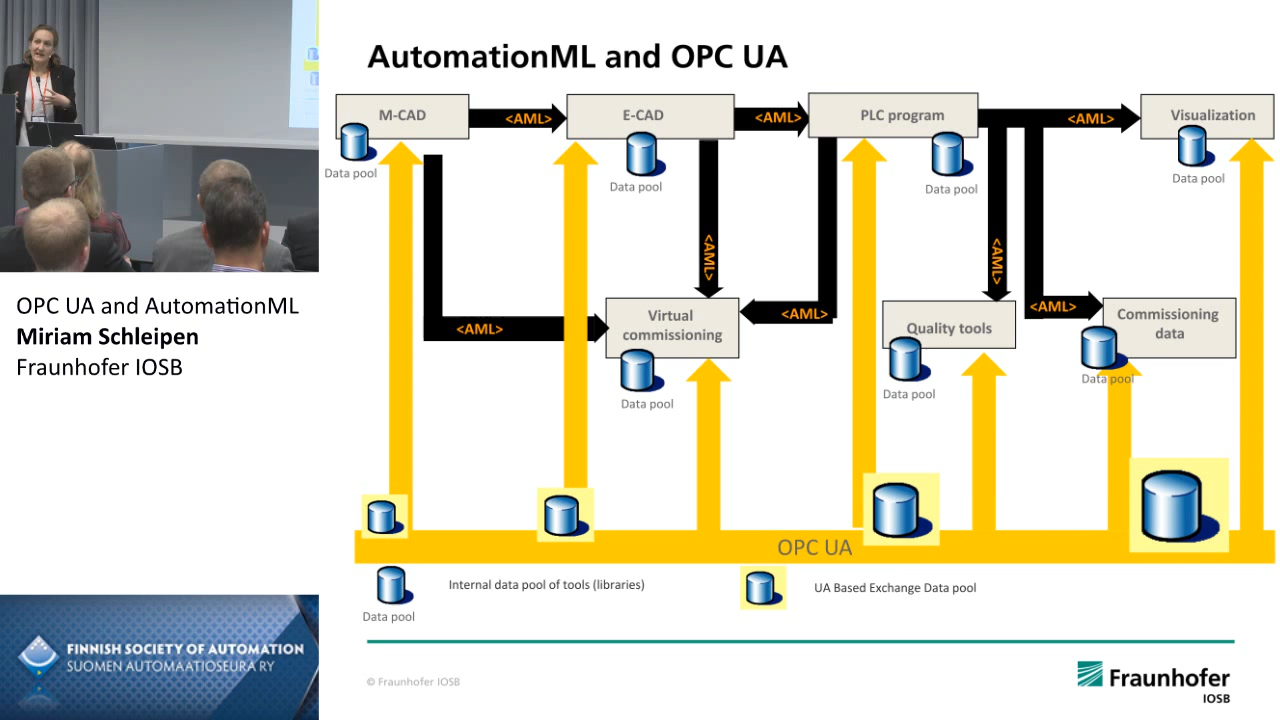 AutomationML and OPC UA
M-CAD
<AML>
E-CAD
<AML>
PLC program
<AML>
Visualization
Data pool
Data pool
Data pool
Data pool
<AML>
<AML>
<AML>
Virtual
commissioning
<AML>
Quality tools
<AML>
Commissioning
data
Data pool
Data pool
Data pool
OPC UA
Data pool
Internal data pool of tools (libraries)
UA Based Exchange Data pool
© Fraunhofer IOSB
Fraunhofer
IOSB
OPC UA and AutomationML
Miriam Schleipen
Fraunhofer IOSB
FINNISH SOCIETY OF AUTOMATION
SUOMEN AUTOMAATIOSEURA RY